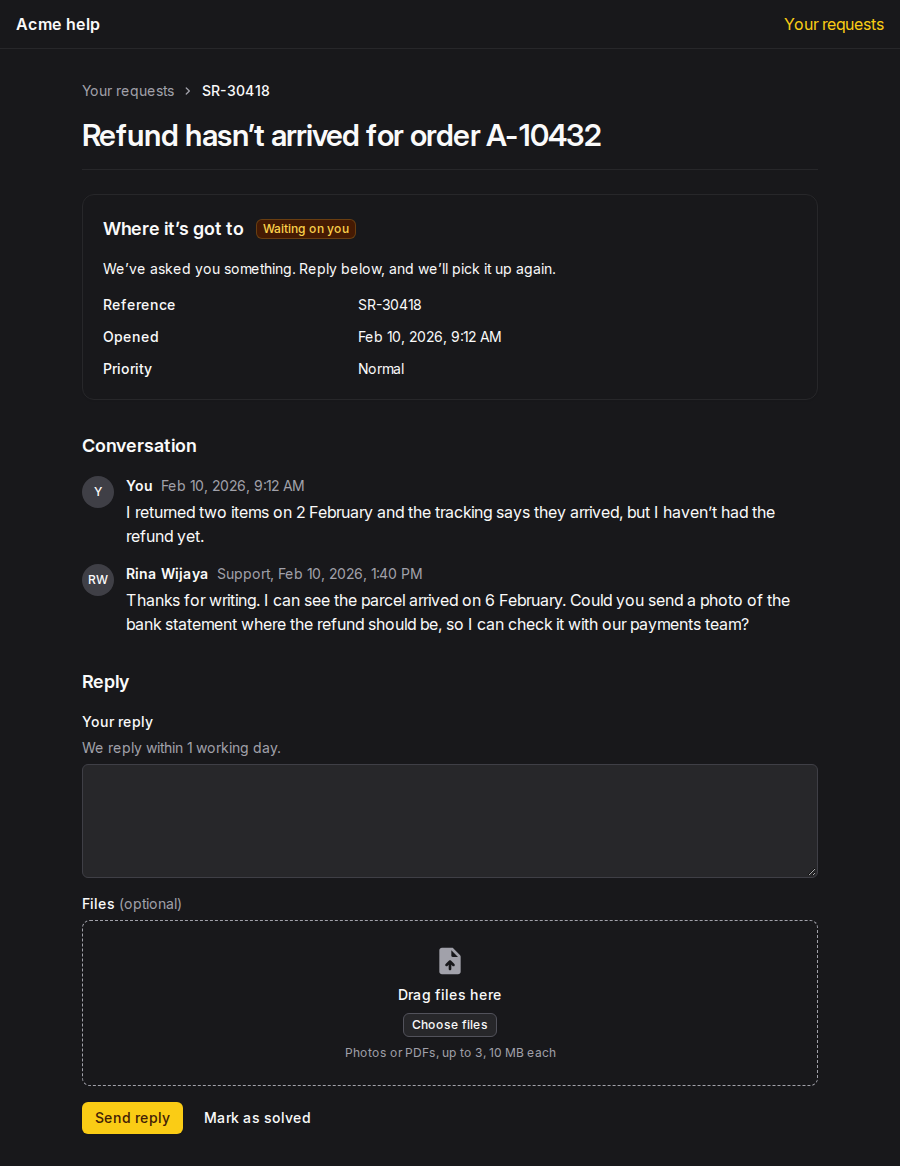 Acme help
Your requests
Your requests
SR-30418
Refund hasn’t arrived for order A-10432
Where it’s got to
Waiting on you
We’ve asked you something. Reply below, and we’ll pick it up again.
Reference
SR-30418
Opened
Feb 10, 2026, 9:12 AM
Priority
Normal
Conversation
Y
You
Feb 10, 2026, 9:12 AM
I returned two items on 2 February and the tracking says they arrived, but I haven’t had the
refund yet.
RW
Rina Wijaya
Support, Feb 10, 2026, 1:40 PM
Thanks for writing. I can see the parcel arrived on 6 February. Could you send a photo of the
bank statement where the refund should be, so I can check it with our payments team?
Reply
Your reply
We reply within 1 working day.
Files (optional)
Drag files here
Choose files
Photos or PDFs, up to 3, 10 MB each
Send reply
Mark as solved